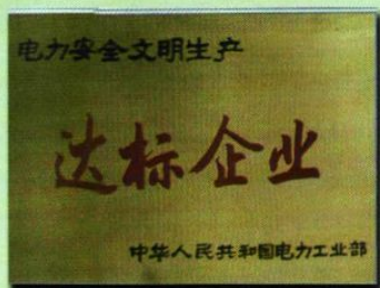 电力安全文明生产
达标企业
中华人民共和国电力工业部